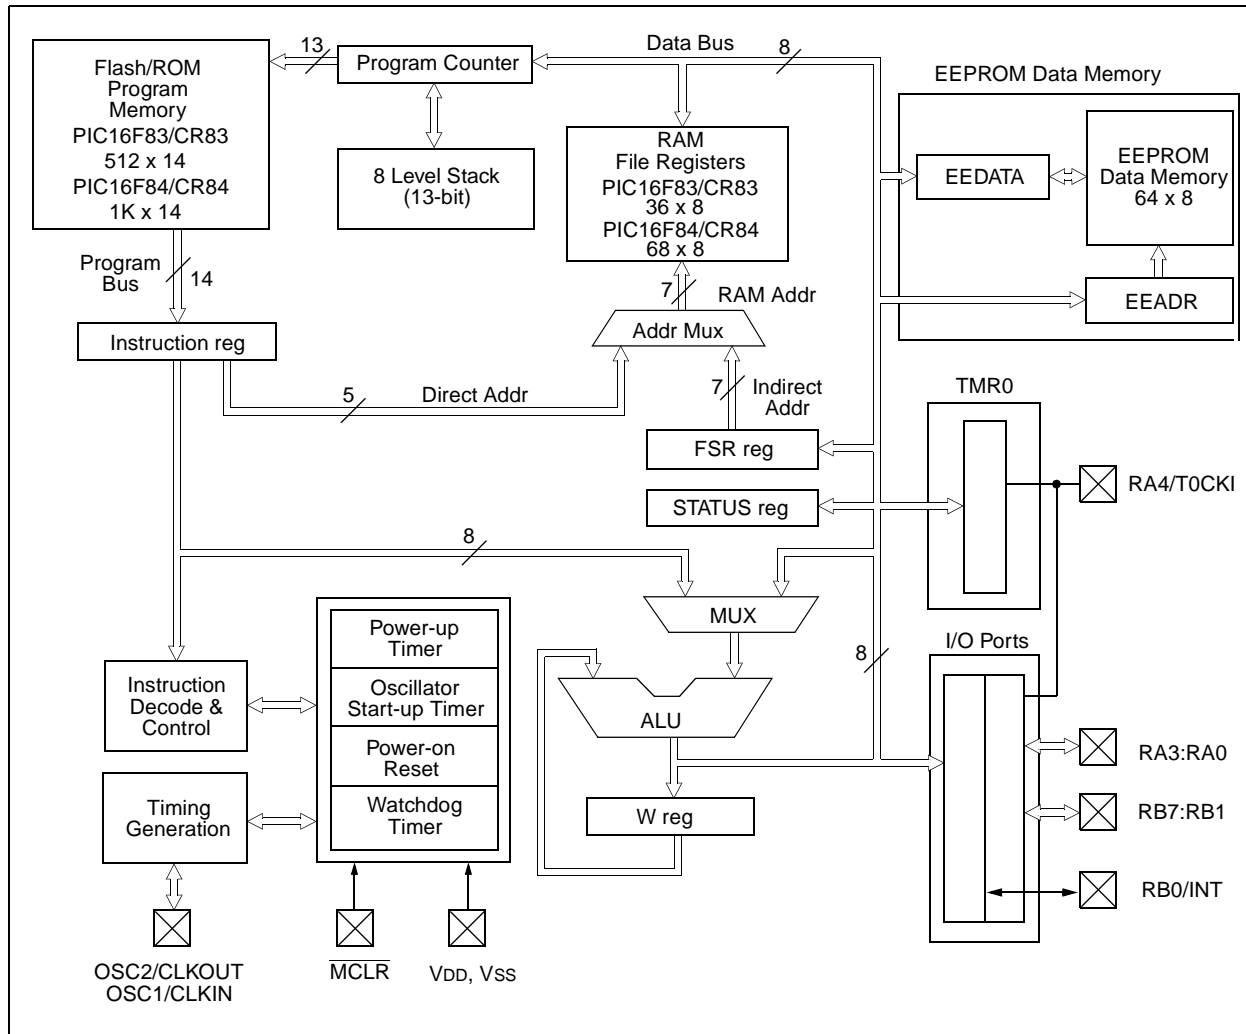 Flash/ROM
Program
Memory
PIC16F83/CR83
512 x 14
PIC16F84/CR84
1K x 14
13
Program Counter
8 Level Stack
(13-bit)
Data Bus
8
RAM
File Registers
PIC16F83/CR83
36 x 8
PIC16F84/CR84
68 x 8
EEPROM Data Memory
EEDATA
EEPROM
Data Memory
64 x 8
EEADR
Program
Bus
14
Instruction reg
7
RAM Addr
Addr Mux
5
Direct Addr
7
Indirect
Addr
FSR reg
STATUS reg
TMR0
RA4/T0CKI
8
MUX
8
ALU
W reg
I/O Ports
RA3:RA0
RB7:RB1
RB0/INT
Power-up
Timer
Oscillator
Start-up Timer
Power-on
Reset
Watchdog
Timer
Instruction
Decode &
Control
Timing
Generation
OSC2/CLKOUT
OSC1/CLKIN
MCLR
VDD, VSS